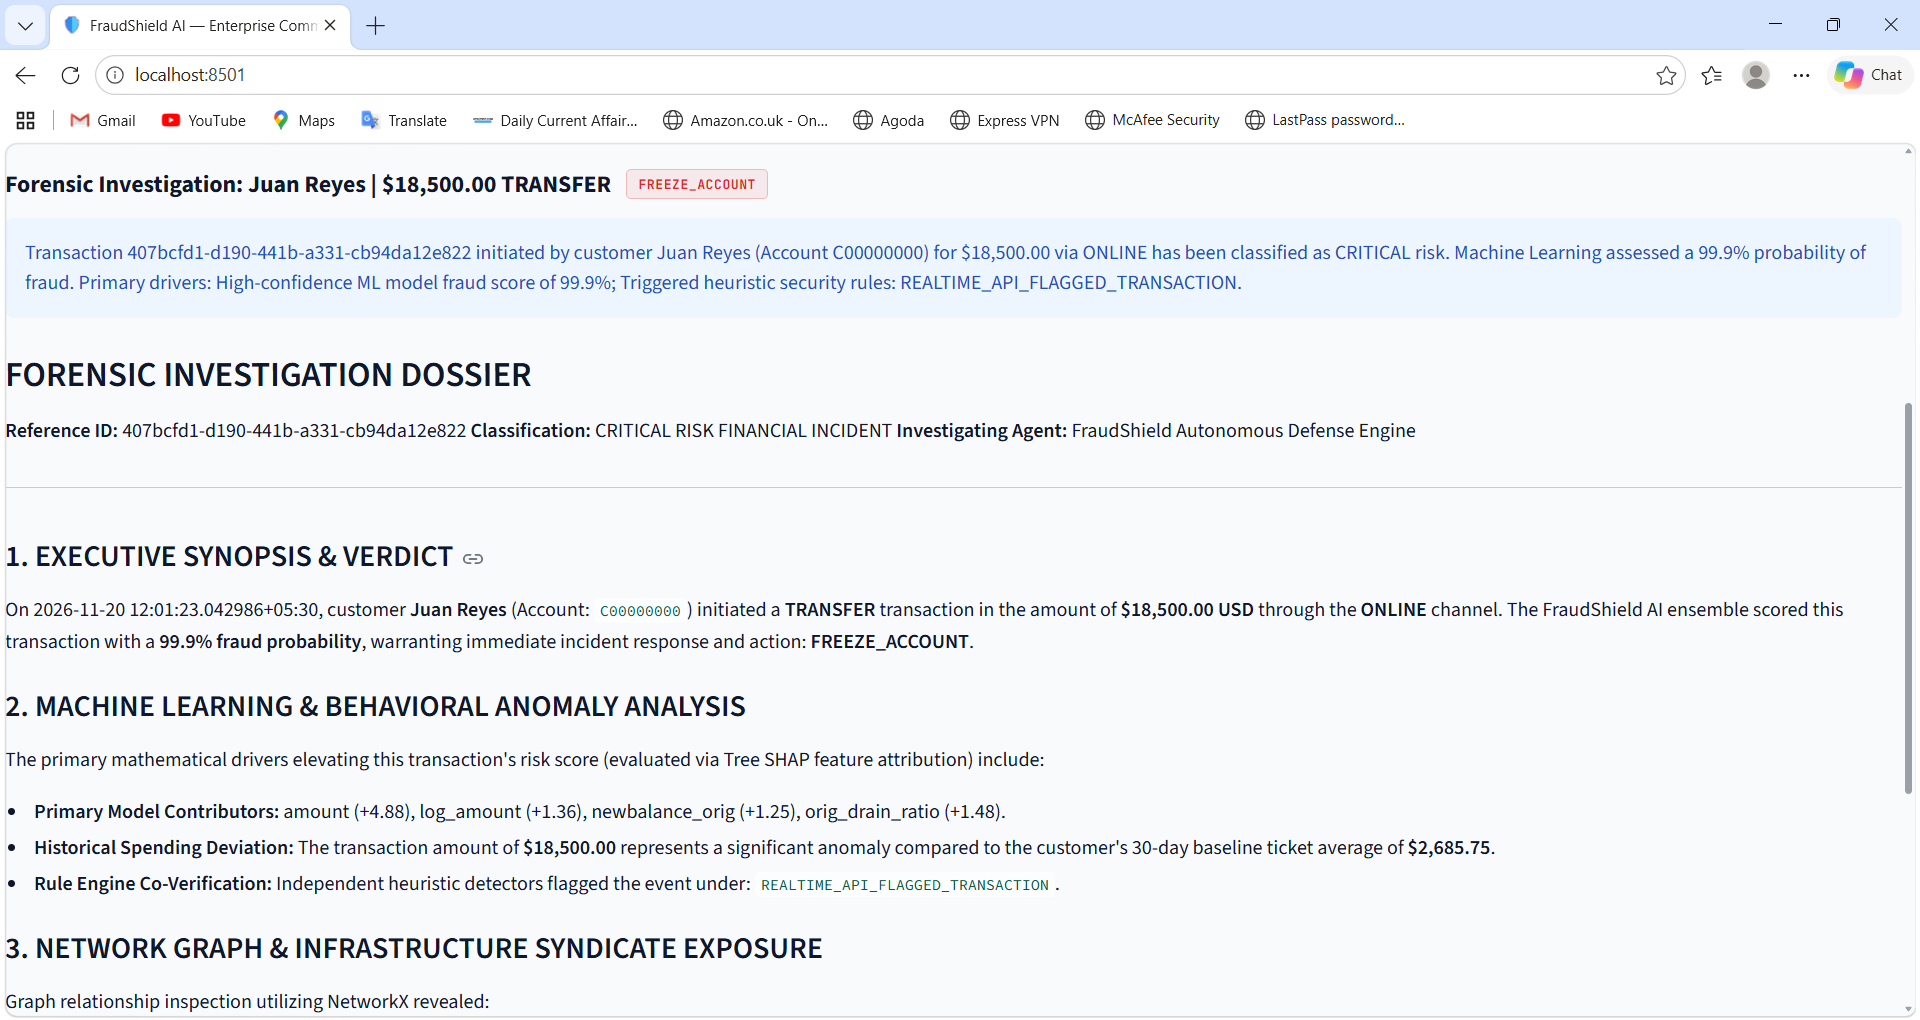 FraudShield AI — Enterprise Comm
localhost:8501
Chat
Gmail
YouTube
Maps
Translate
Daily Current Affair...
Amazon.co.uk - On...
Agoda
Express VPN
McAfee Security
LastPass password...
Forensic Investigation: Juan Reyes | $18,500.00 TRANSFER FREEZE_ACCOUNT
Transaction 407bcfd1-d190-441b-a331-cb94da12e822 initiated by customer Juan Reyes (Account C00000000) for $18,500.00 via ONLINE has been classified as CRITICAL risk. Machine Learning assessed a 99.9% probability of
fraud. Primary drivers: High-confidence ML model fraud score of 99.9%; Triggered heuristic security rules: REALTIME_API_FLAGGED_TRANSACTION.
FORENSIC INVESTIGATION DOSSIER
Reference ID: 407bcfd1-d190-441b-a331-cb94da12e822 Classification: CRITICAL RISK FINANCIAL INCIDENT Investigating Agent: FraudShield Autonomous Defense Engine
1. EXECUTIVE SYNOPSIS & VERDICT
On 2026-11-20 12:01:23.042986+05:30, customer Juan Reyes (Account: C00000000 ) initiated a TRANSFER transaction in the amount of $18,500.00 USD through the ONLINE channel. The FraudShield AI ensemble scored this
transaction with a 99.9% fraud probability, warranting immediate incident response and action: FREEZE_ACCOUNT.
2. MACHINE LEARNING & BEHAVIORAL ANOMALY ANALYSIS
The primary mathematical drivers elevating this transaction's risk score (evaluated via Tree SHAP feature attribution) include:
• Primary Model Contributors: amount (+4.88), log_amount (+1.36), newbalance_orig (+1.25), orig_drain_ratio (+1.48).
• Historical Spending Deviation: The transaction amount of $18,500.00 represents a significant anomaly compared to the customer's 30-day baseline ticket average of $2,685.75.
• Rule Engine Co-Verification: Independent heuristic detectors flagged the event under: REALTIME_API_FLAGGED_TRANSACTION .
3. NETWORK GRAPH & INFRASTRUCTURE SYNDICATE EXPOSURE
Graph relationship inspection utilizing NetworkX revealed: